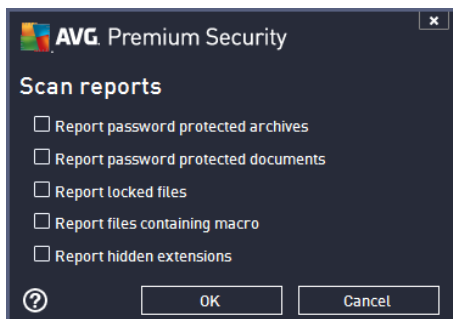 AVG. Premium Security
Scan reports
Report password protected archives
Report password protected documents
Report locked files
Report files containing macro
Report hidden extensions
? OK Cancel